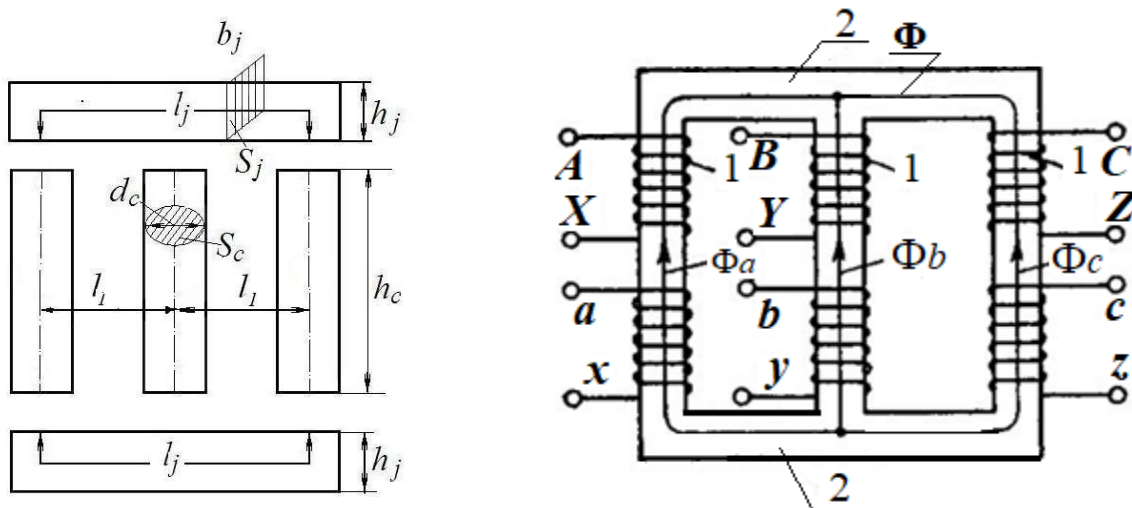 b_j
l_j
h_j
S_j
d_c
S_c
l_1
l_1
h_c
l_j
h_j
2
Φ
A
1
B
1
1
C
X
Y
Z
Φa
Φb
Φc
a
b
c
x
y
z
2